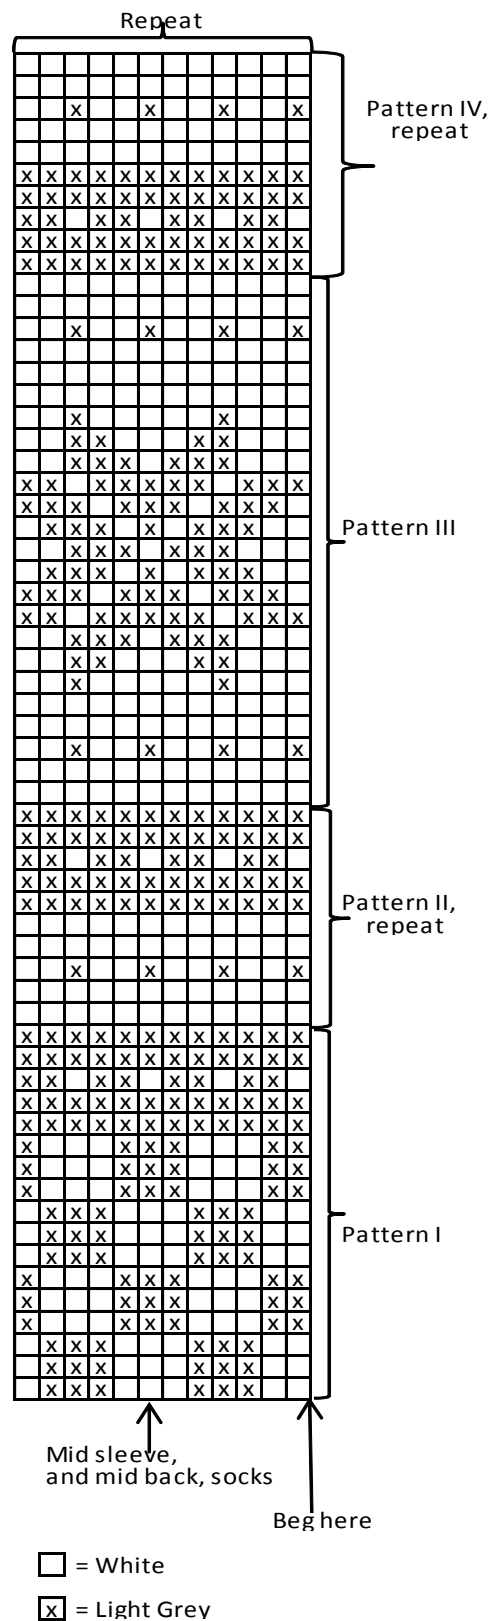 Repeat
Pattern IV,
repeat
Pattern III
Pattern II,
repeat
Pattern I
Mid sleeve,
and mid back, socks
Beg here
= White
x = Light Grey